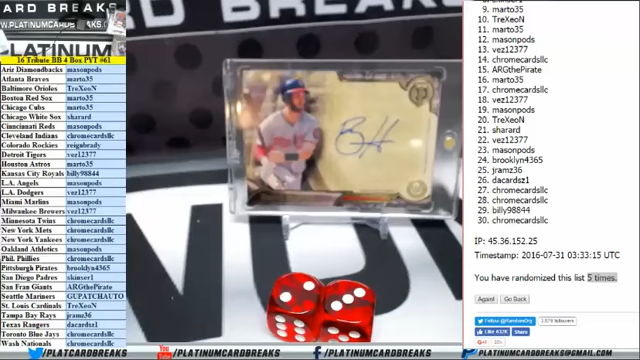 ARD BREAKS
W.PLATINUMCARDBREAKS.C
PLATINUM
16 Tribute BB 4 Box PYT #61
Ariz Diamondbacks masonpods
Atlanta Braves marto35
Baltimore Orioles TreXeoN
Boston Red Sox marto35
Chicago Cubs marto35
Chicago White Sox sharard
Cincinnati Reds masonpods
Cleveland Indians chromecardsllc
Colorado Rockies reignbrady
Detroit Tigers vez12377
Houston Astros marto35
Kansas City Royals billy98844
L.A. Angels masonpods
L.A. Dodgers vez12377
Miami Marlins masonpods
Milwaukee Brewers vez12377
Minnesota Twins chromecardsllc
New York Mets chromecardsllc
New York Yankees chromecardsllc
Oakland Athletics masonpods
Phil. Phillies chromecardsllc
Pittsburgh Pirates brooklyn4365
San Diego Padres skinser1
San Fran Giants ARGthePirate
Seattle Mariners GUPATCHAUTO
St. Louis Cardinals TreXeoN
Tampa Bay Rays jramz36
Texas Rangers dacardsz1
Toronto Blue Jays chromecardsllc
Wash Nationals chromecardsllc
9. marto35
10. TreXeoN
11. marto35
12. masonpods
13. vez12377
14. chromecardsllc
15. ARGthePirate
16. marto35
17. chromecardsllc
18. vez12377
19. masonpods
20. TreXeoN
21. sharard
22. vez12377
23. masonpods
24. brooklyn4365
25. jramz36
26. dacardsz1
27. chromecardsllc
28. chromecardsllc
29. billy98844
30. chromecardsllc
IP: 45.36.152.25
Timestamp: 2016-07-31 03:33:15 UTC
You have randomized this list 5 times.
Again! Go Back
Follow @RandomOrg
Like Share
/PLATCARDBREAKS /PLATINUMCARDBREAKS /PLATCARDBREAKS PLATINUMCARDBREAKS@GMAIL.COM